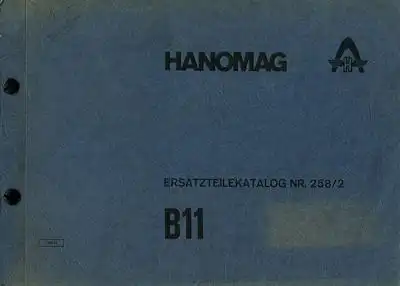 HANOMAG
H
ERSATZTEILEKATALOG NR. 258/2
B11